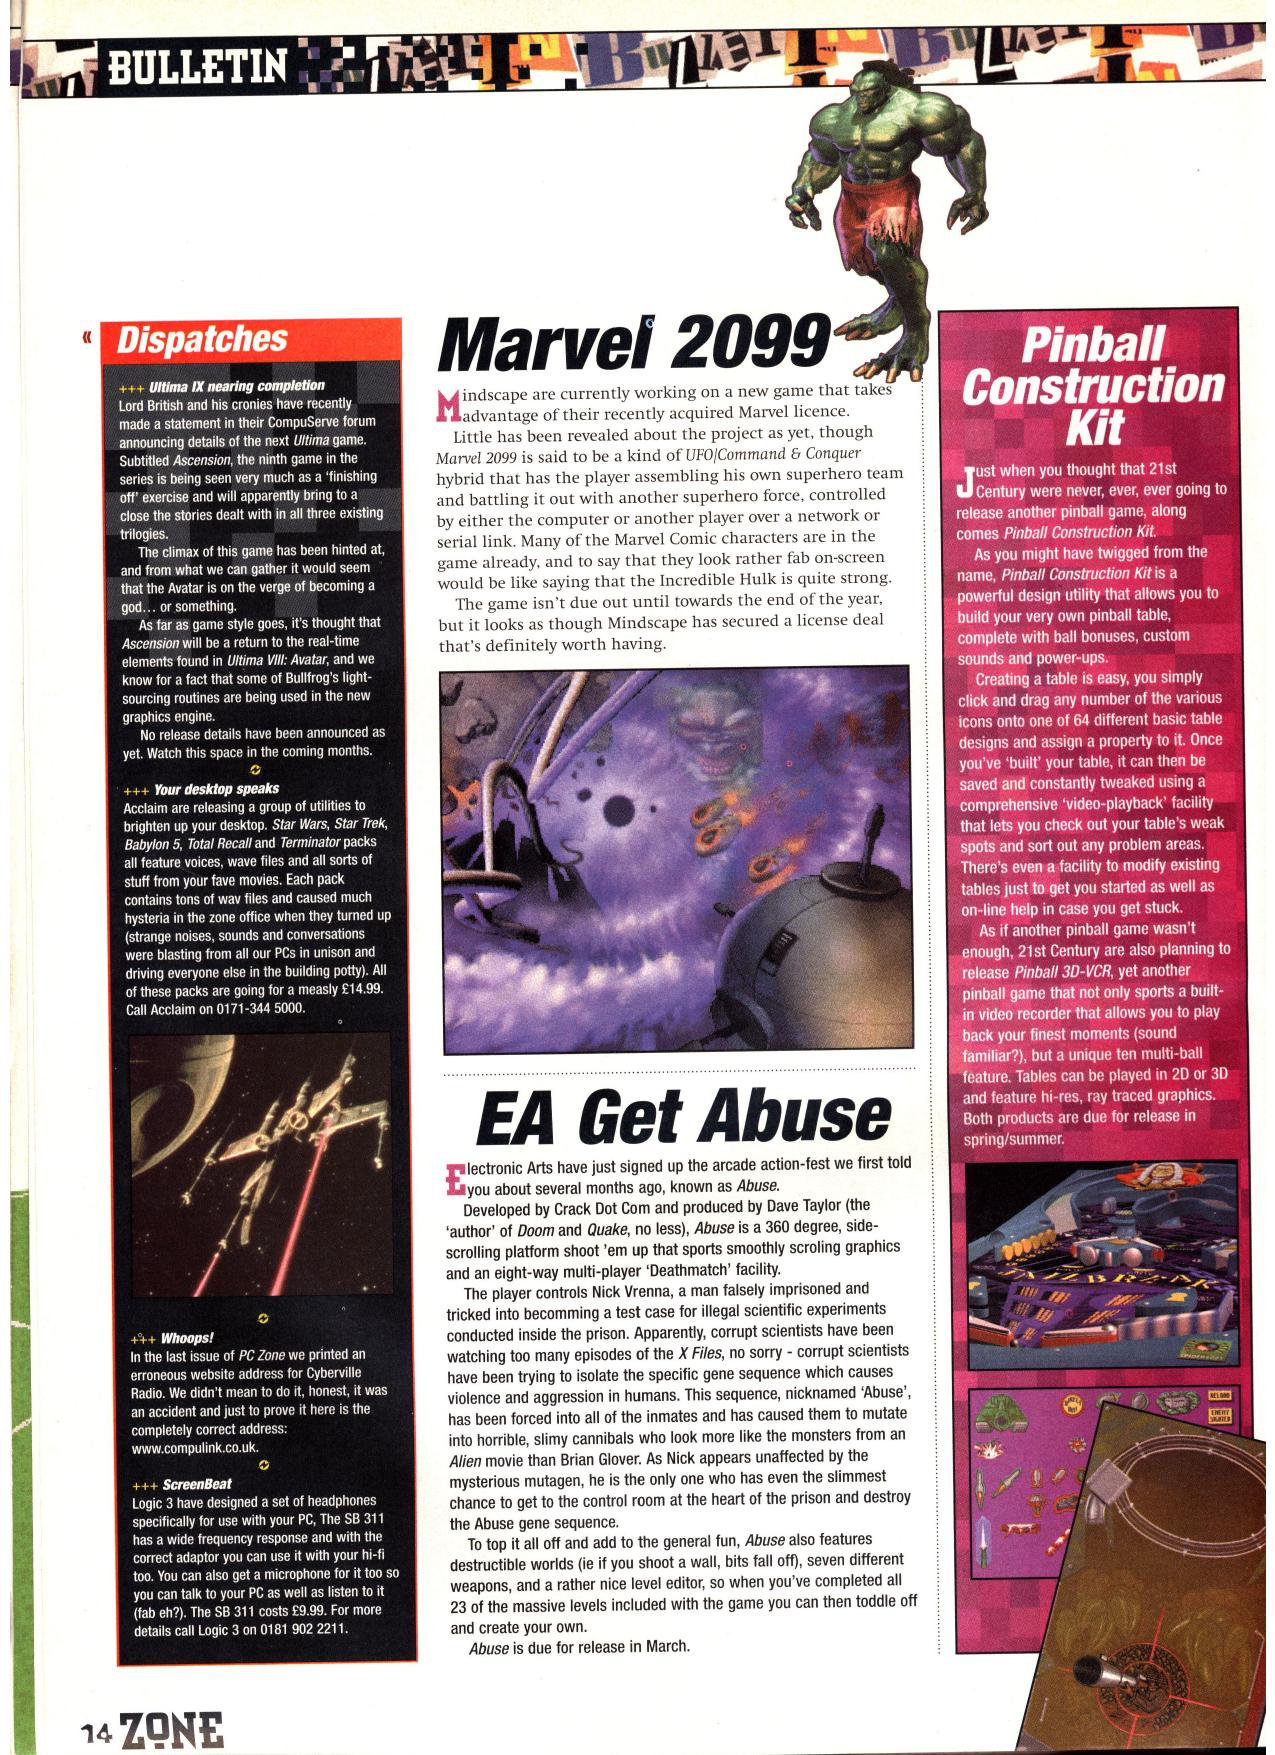 BULLETIN
«
Dispatches
+++ Ultima IX nearing completion
Lord British and his cronies have recently
made a statement in their CompuServe forum
announcing details of the next Ultima game.
Subtitled Ascension, the ninth game in the
series is being seen very much as a ‘finishing
off’ exercise and will apparently bring to a
close the stories dealt with in all three existing
trilogies.
The climax of this game has been hinted at,
and from what we can gather it would seem
that the Avatar is on the verge of becoming a
god… or something.
As far as game style goes, it’s thought that
Ascension will be a return to the real-time
elements found in Ultima VIII: Avatar, and we
know for a fact that some of Bullfrog’s light-
sourcing routines are being used in the new
graphics engine.
No release details have been announced as
yet. Watch this space in the coming months.
+++ Your desktop speaks
Acclaim are releasing a group of utilities to
brighten up your desktop. Star Wars, Star Trek,
Babylon 5, Total Recall and Terminator packs
all feature voices, wave files and all sorts of
stuff from your fave movies. Each pack
contains tons of wav files and caused much
hysteria in the zone office when they turned up
(strange noises, sounds and conversations
were blasting from all our PCs in unison and
driving everyone else in the building potty). All
of these packs are going for a measly £14.99.
Call Acclaim on 0171-344 5000.
+++ Whoops!
In the last issue of PC Zone we printed an
erroneous website address for Cyberville
Radio. We didn’t mean to do it, honest, it was
an accident and just to prove it here is the
completely correct address:
www.compulink.co.uk.
+++ ScreenBeat
Logic 3 have designed a set of headphones
specifically for use with your PC, The SB 311
has a wide frequency response and with the
correct adaptor you can use it with your hi-fi
too. You can also get a microphone for it too so
you can talk to your PC as well as listen to it
(fab eh?). The SB 311 costs £9.99. For more
details call Logic 3 on 0181 902 2211.
Marvel 2099
Mindscape are currently working on a new game that takes
advantage of their recently acquired Marvel licence.
Little has been revealed about the project as yet, though
Marvel 2099 is said to be a kind of UFO/Command & Conquer
hybrid that has the player assembling his own superhero team
and battling it out with another superhero force, controlled
by either the computer or another player over a network or
serial link. Many of the Marvel Comic characters are in the
game already, and to say that they look rather fab on-screen
would be like saying that the Incredible Hulk is quite strong.
The game isn’t due out until towards the end of the year,
but it looks as though Mindscape has secured a license deal
that’s definitely worth having.
EA Get Abuse
Electronic Arts have just signed up the arcade action-fest we first told
you about several months ago, known as Abuse.
Developed by Crack Dot Com and produced by Dave Taylor (the
‘author’ of Doom and Quake, no less), Abuse is a 360 degree, side-
scrolling platform shoot ’em up that sports smoothly scroling graphics
and an eight-way multi-player ‘Deathmatch’ facility.
The player controls Nick Vrenna, a man falsely imprisoned and
tricked into becomming a test case for illegal scientific experiments
conducted inside the prison. Apparently, corrupt scientists have been
watching too many episodes of the X Files, no sorry - corrupt scientists
have been trying to isolate the specific gene sequence which causes
violence and aggression in humans. This sequence, nicknamed ‘Abuse’,
has been forced into all of the inmates and has caused them to mutate
into horrible, slimy cannibals who look more like the monsters from an
Alien movie than Brian Glover. As Nick appears unaffected by the
mysterious mutagen, he is the only one who has even the slimmest
chance to get to the control room at the heart of the prison and destroy
the Abuse gene sequence.
To top it all off and add to the general fun, Abuse also features
destructible worlds (ie if you shoot a wall, bits fall off), seven different
weapons, and a rather nice level editor, so when you’ve completed all
23 of the massive levels included with the game you can then toddle off
and create your own.
Abuse is due for release in March.
Pinball
Construction
Kit
Just when you thought that 21st
Century were never, ever, ever going to
release another pinball game, along
comes Pinball Construction Kit.
As you might have twigged from the
name, Pinball Construction Kit is a
powerful design utility that allows you to
build your very own pinball table,
complete with ball bonuses, custom
sounds and power-ups.
Creating a table is easy, you simply
click and drag any number of the various
icons onto one of 64 different basic table
designs and assign a property to it. Once
you’ve ‘built’ your table, it can then be
saved and constantly tweaked using a
comprehensive ‘video-playback’ facility
that lets you check out your table’s weak
spots and sort out any problem areas.
There’s even a facility to modify existing
tables just to get you started as well as
on-line help in case you get stuck.
As if another pinball game wasn’t
enough, 21st Century are also planning to
release Pinball 3D-VCR, yet another
pinball game that not only sports a built-
in video recorder that allows you to play
back your finest moments (sound
familiar?), but a unique ten multi-ball
feature. Tables can be played in 2D or 3D
and feature hi-res, ray traced graphics.
Both products are due for release in
spring/summer.
RELOAD
ENEMY
SIGHTED
14 ZONE